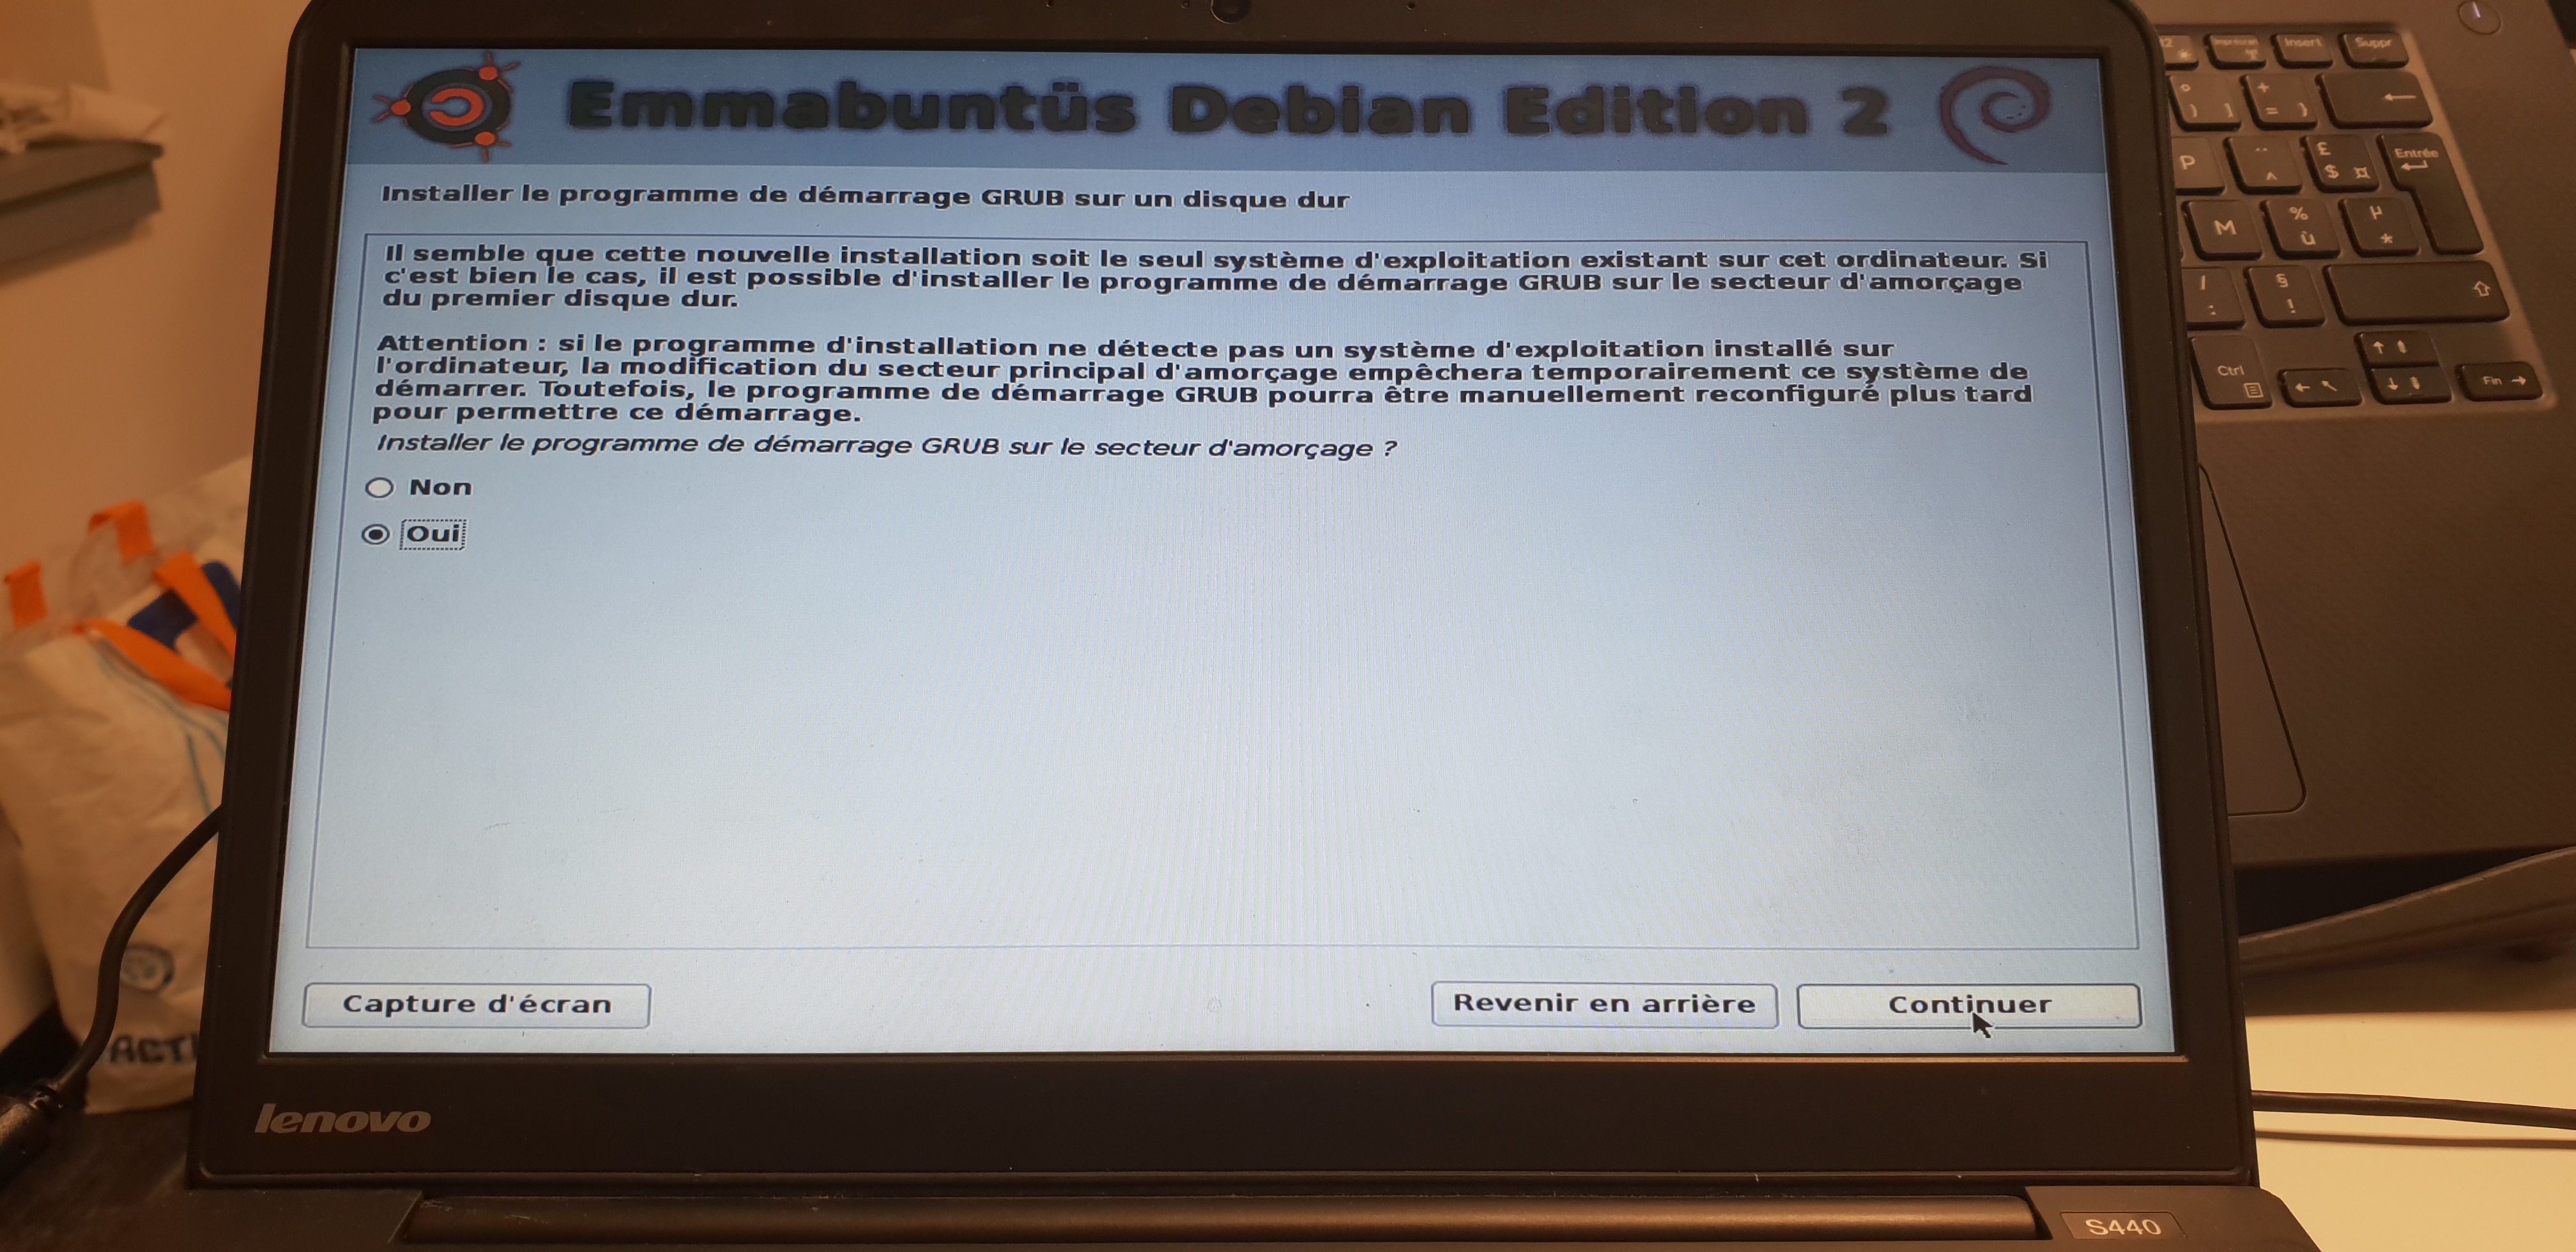 Emmabuntüs Debian Edition 2
Installer le programme de démarrage GRUB sur un disque dur
Il semble que cette nouvelle installation soit le seul système d'exploitation existant sur cet ordinateur. Si
c'est bien le cas, il est possible d'installer le programme de démarrage GRUB sur le secteur d'amorçage
du premier disque dur.
Attention : si le programme d'installation ne détecte pas un système d'exploitation installé sur
l'ordinateur, la modification du secteur principal d'amorçage empêchera temporairement ce système de
démarrer. Toutefois, le programme de démarrage GRUB pourra être manuellement reconfiguré plus tard
pour permettre ce démarrage.
Installer le programme de démarrage GRUB sur le secteur d'amorçage ?
Non
Oui
Capture d'écran
Revenir en arrière
Continuer
lenovo
S440
Insert
Suppr
° ) ]
+ = }
P
¨ ^
£ $ ¤
Entrée
M
% ù
µ *
/ :
§ !
Ctrl
Fin
ACTI